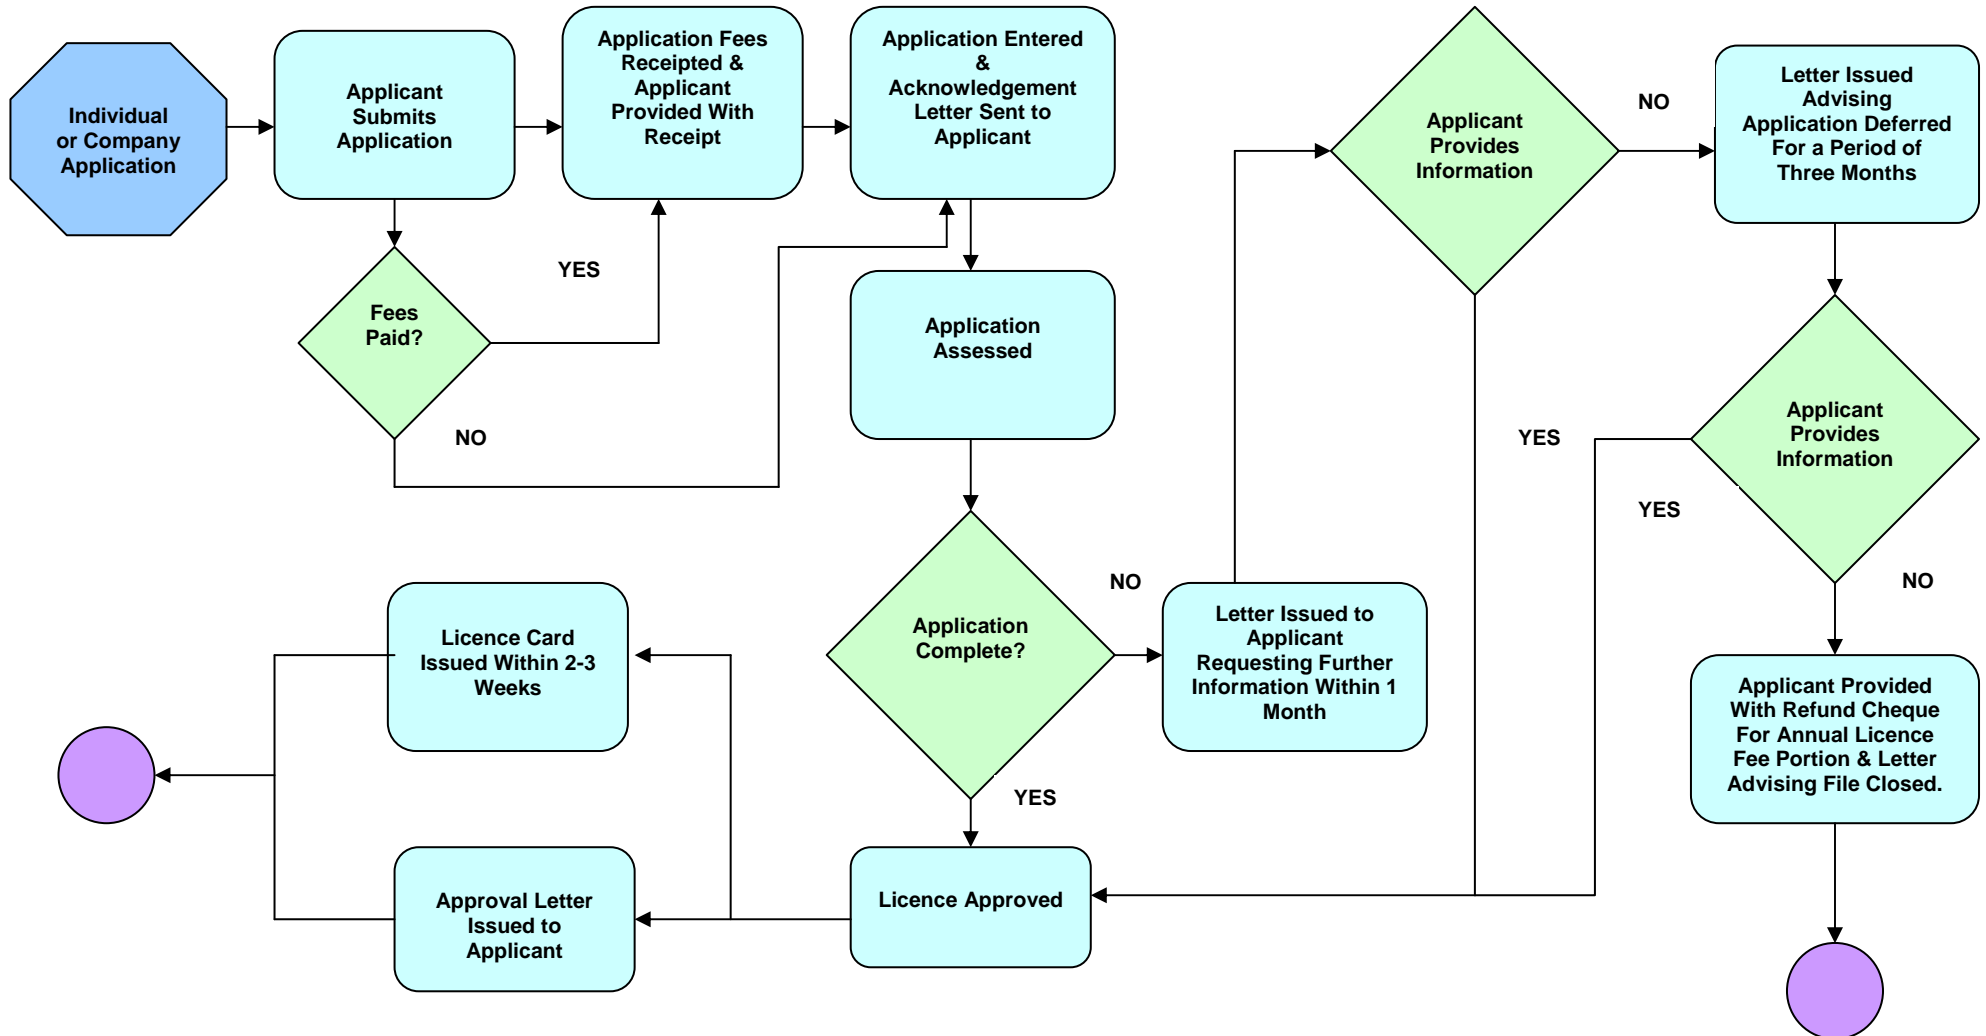 Individual
or Company
Application
Applicant
Submits
Application
Application Fees
Receipted &
Applicant
Provided With
Receipt
Application Entered
&
Acknowledgement
Letter Sent to
Applicant
Fees
Paid?
YES
NO
Application
Assessed
Application
Complete?
NO
YES
Letter Issued to
Applicant
Requesting Further
Information Within 1
Month
Applicant
Provides
Information
NO
YES
Letter Issued
Advising
Application Deferred
For a Period of
Three Months
Applicant
Provides
Information
YES
NO
Applicant Provided
With Refund Cheque
For Annual Licence
Fee Portion & Letter
Advising File Closed.
Licence Approved
Licence Card
Issued Within 2-3
Weeks
Approval Letter
Issued to
Applicant